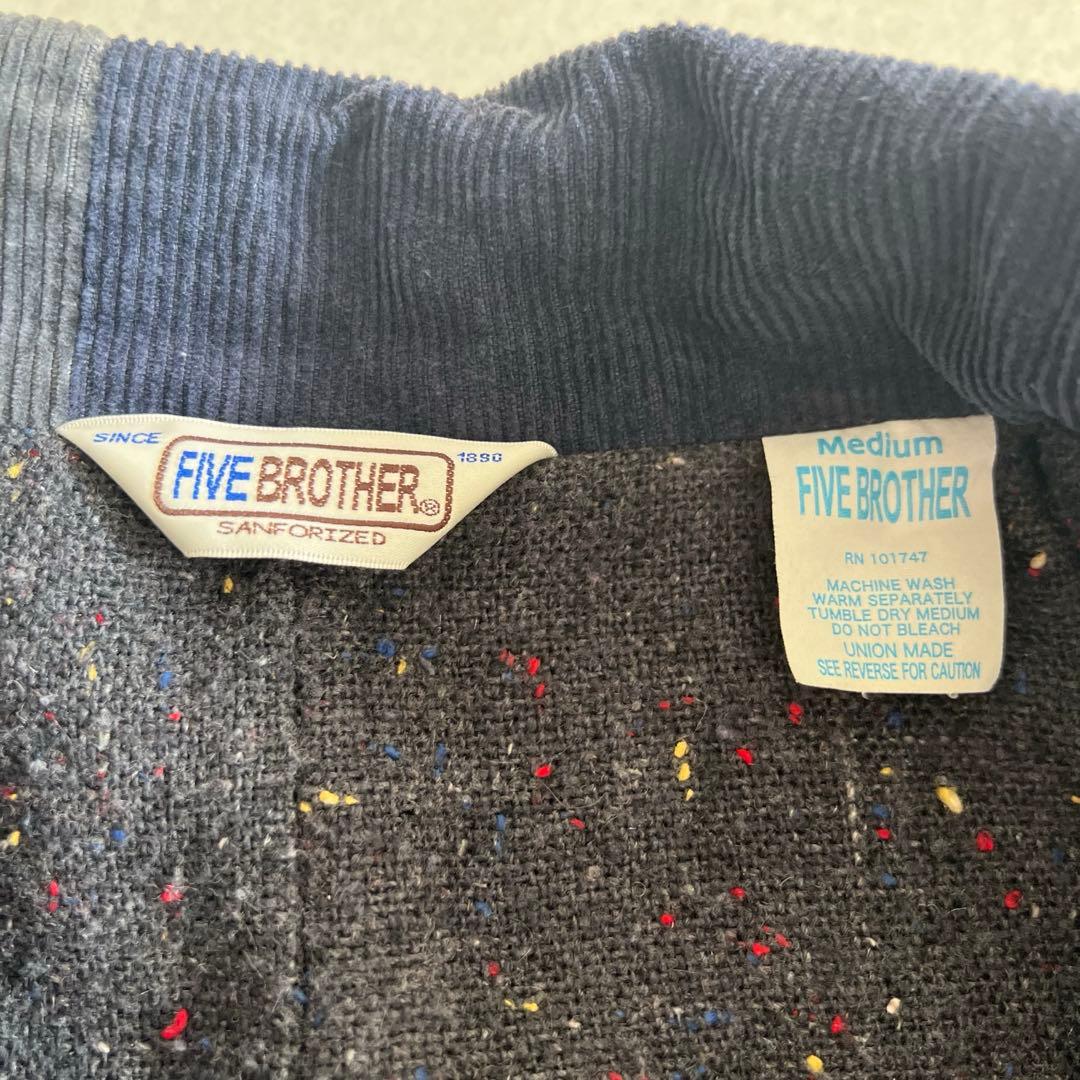 SINCE
FIVE BROTHER®
1890
SANFORIZED
Medium
FIVE BROTHER
RN 101747
MACHINE WASH
WARM SEPARATELY
TUMBLE DRY MEDIUM
DO NOT BLEACH
UNION MADE
SEE REVERSE FOR CAUTION